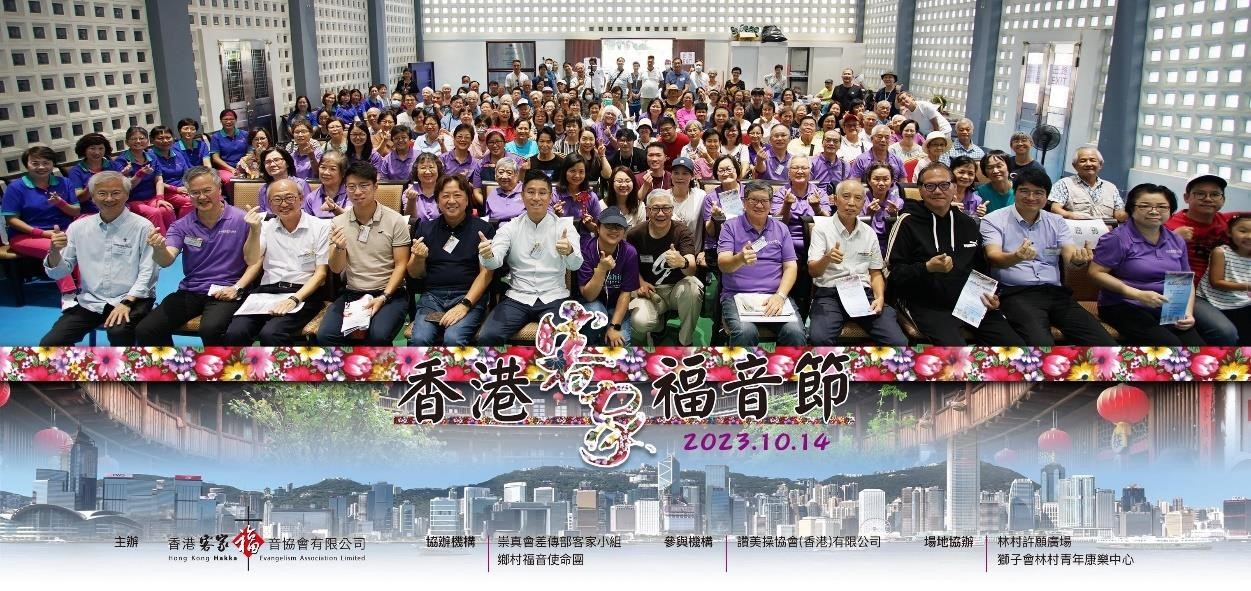 EXIT
香港客家福音節
2023.10.14
主辦
香港客家福音協會有限公司
Hong Kong Hakka Evangelism Association Limited
協辦機構
崇真會差傳部客家小組
鄉村福音使命團
參與機構
讚美操協會(香港)有限公司
場地協辦
林村許願廣場
獅子會林村青年康樂中心